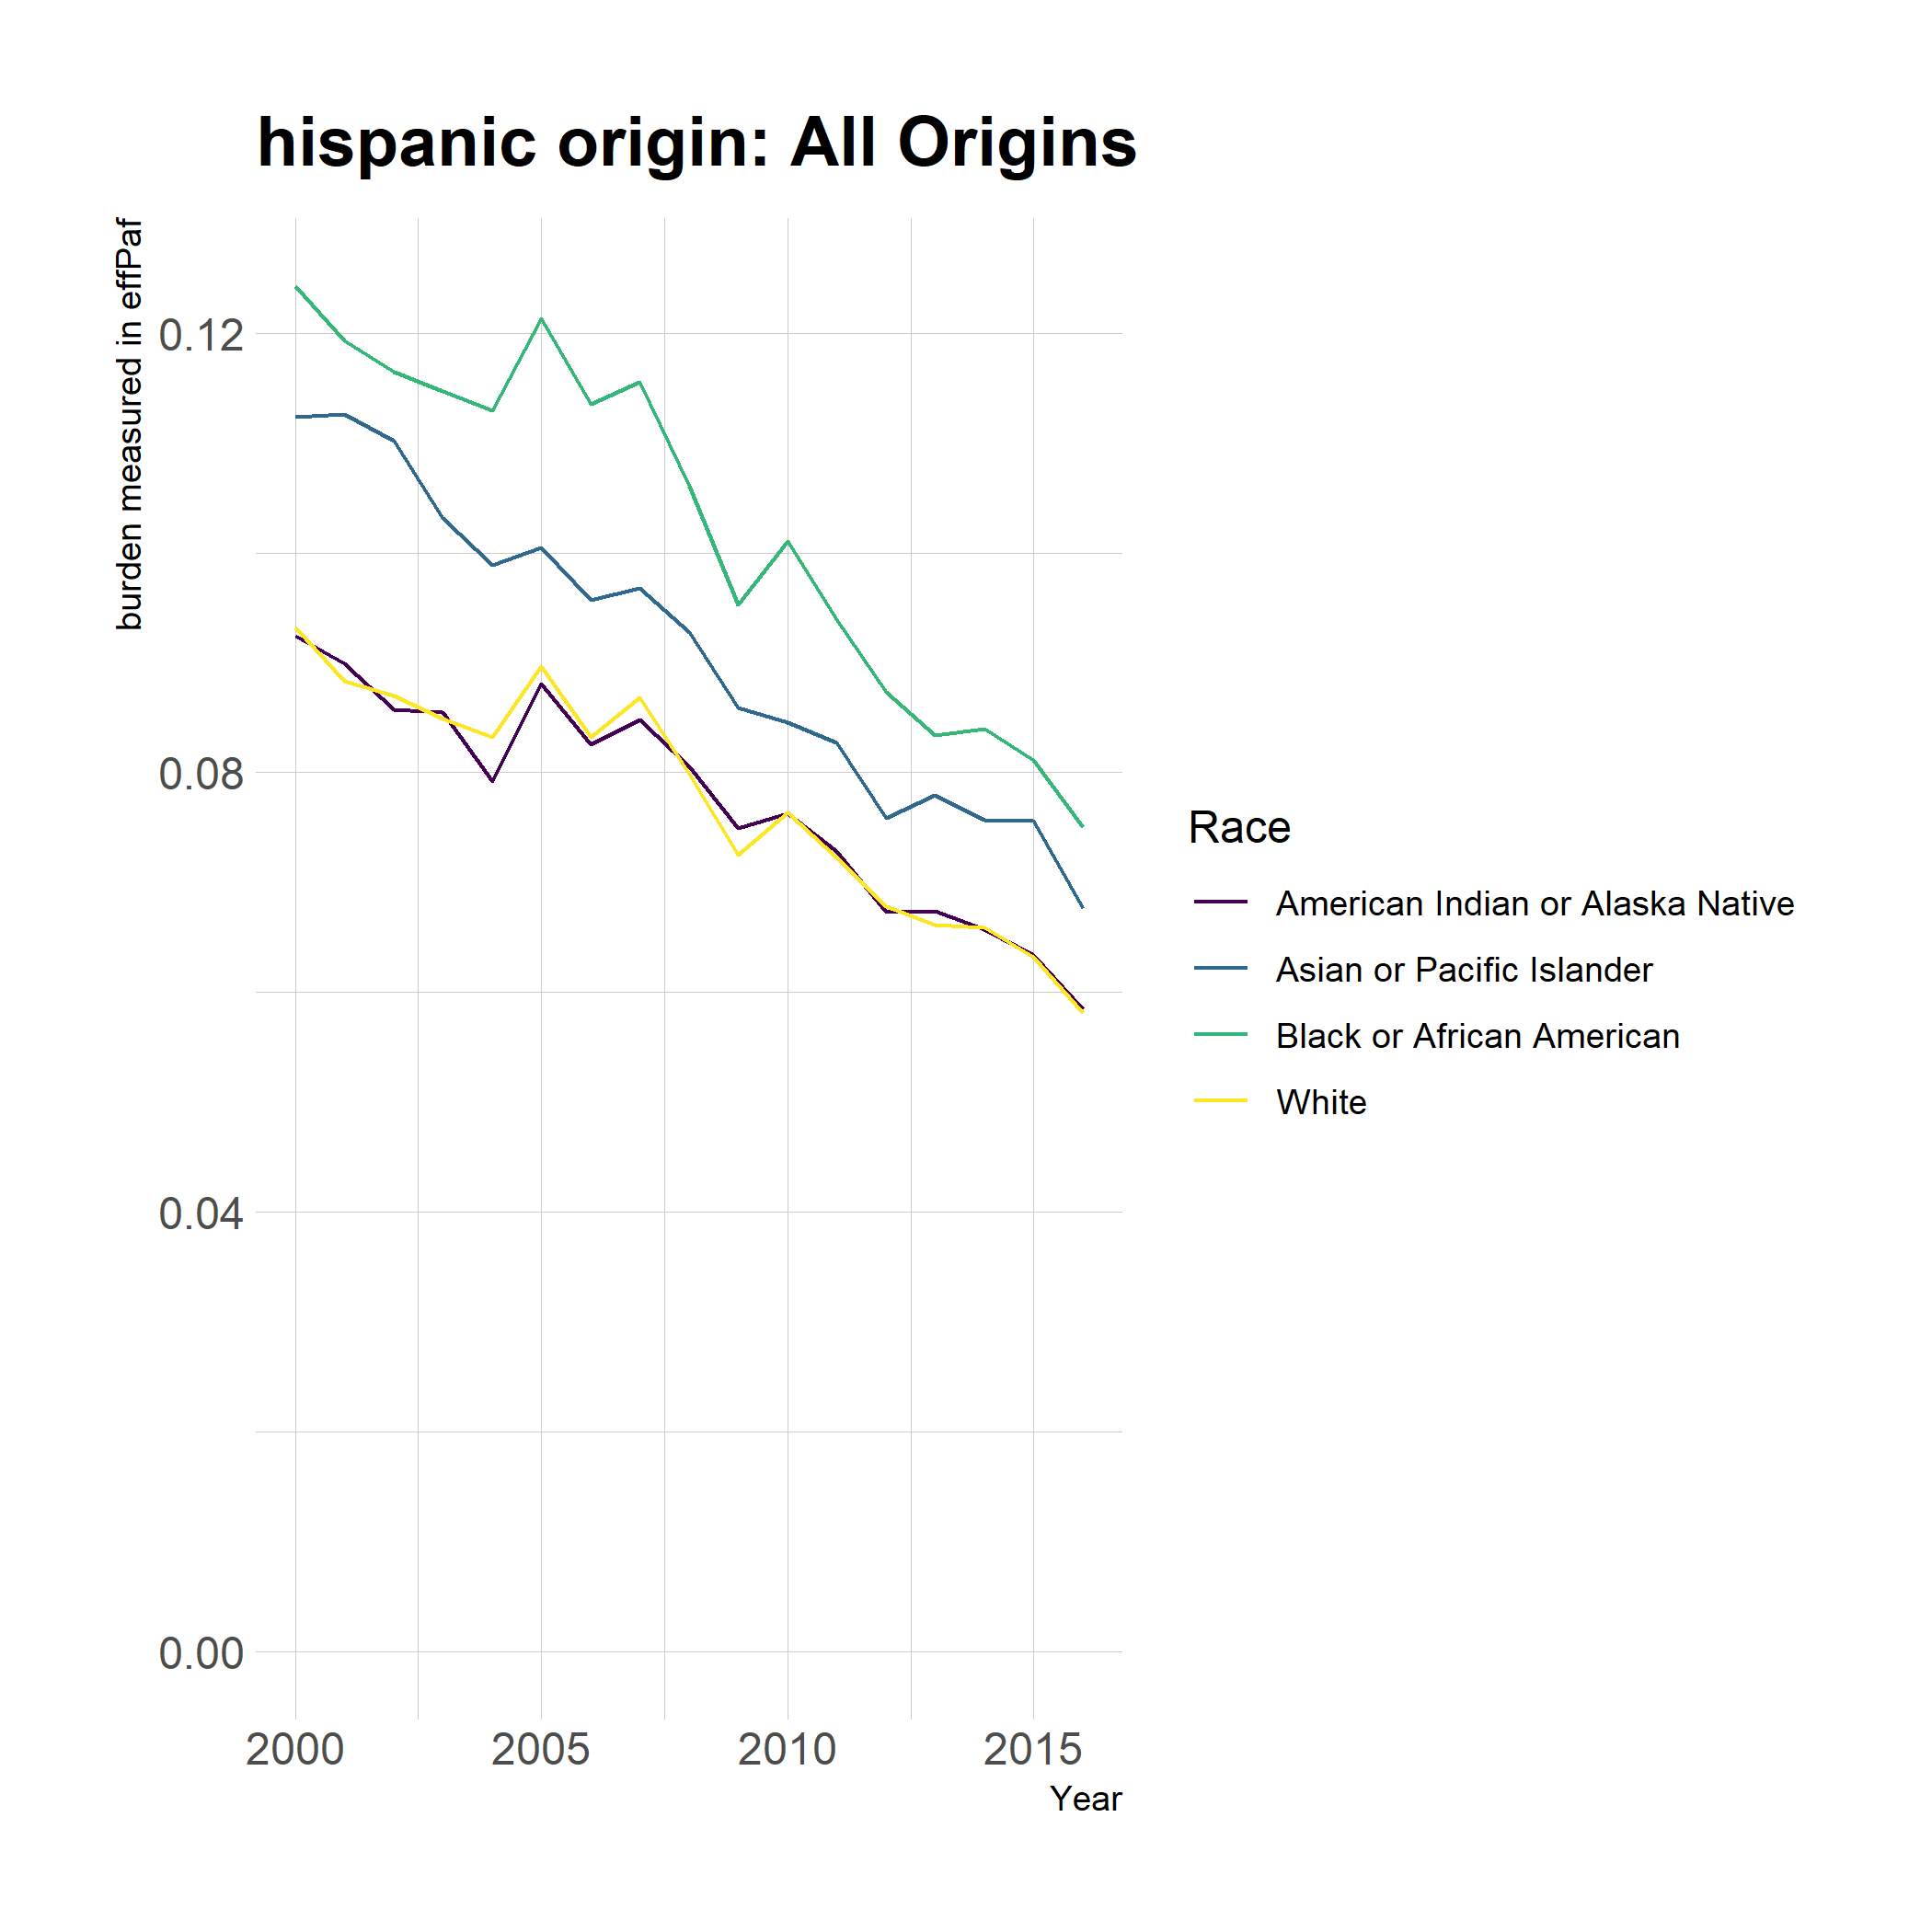 hispanic origin: All Origins
burden measured in effPaf
0.12
0.08
0.04
0.00
2000 2005 2010 2015
Year
Race
American Indian or Alaska Native
Asian or Pacific Islander
Black or African American
White